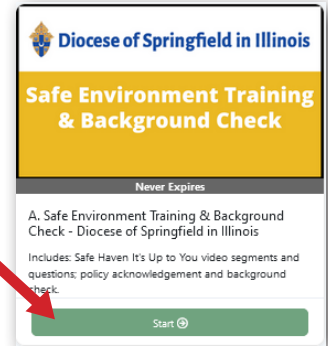 Diocese of Springfield in Illinois
Safe Environment Training
& Background Check
Never Expires
A. Safe Environment Training & Background
Check - Diocese of Springfield in Illinois
Includes: Safe Haven It's Up to You video segments and
questions; policy acknowledgement and background
check.
Start